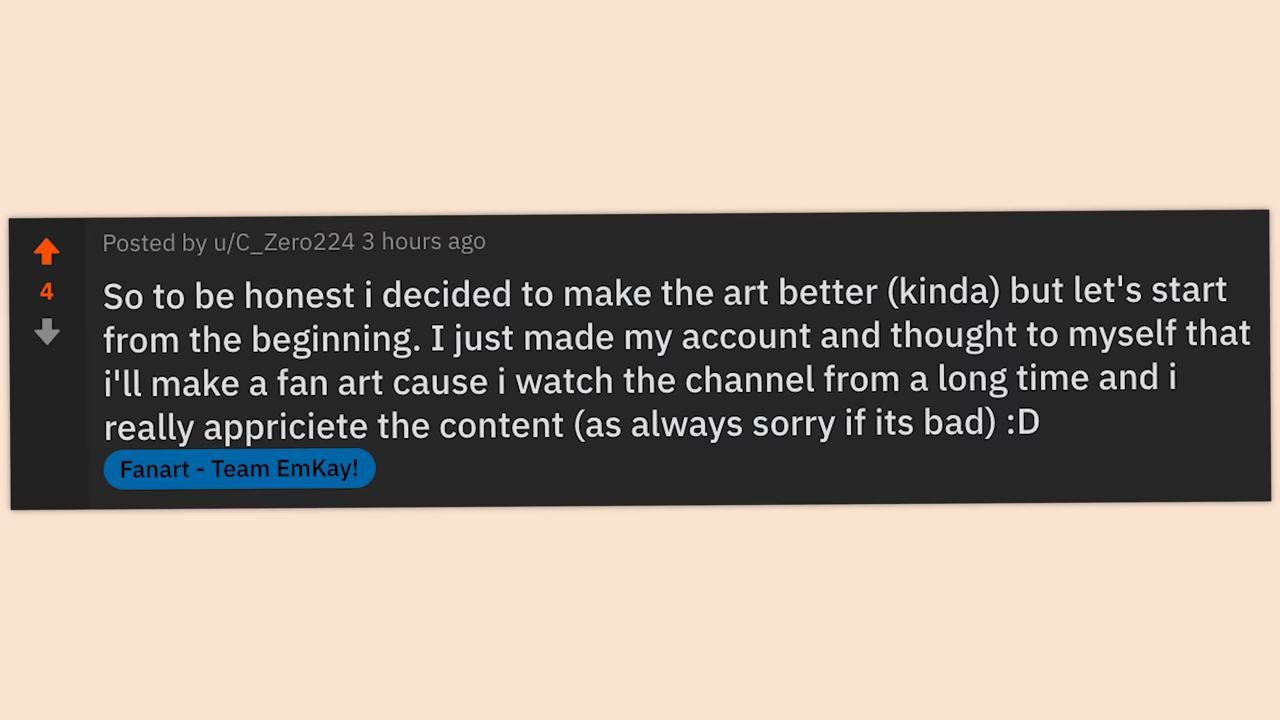 Posted by u/C_Zero224 3 hours ago
4
So to be honest i decided to make the art better (kinda) but let's start
from the beginning. I just made my account and thought to myself that
i'll make a fan art cause i watch the channel from a long time and i
really appriciete the content (as always sorry if its bad) :D
Fanart - Team EmKay!